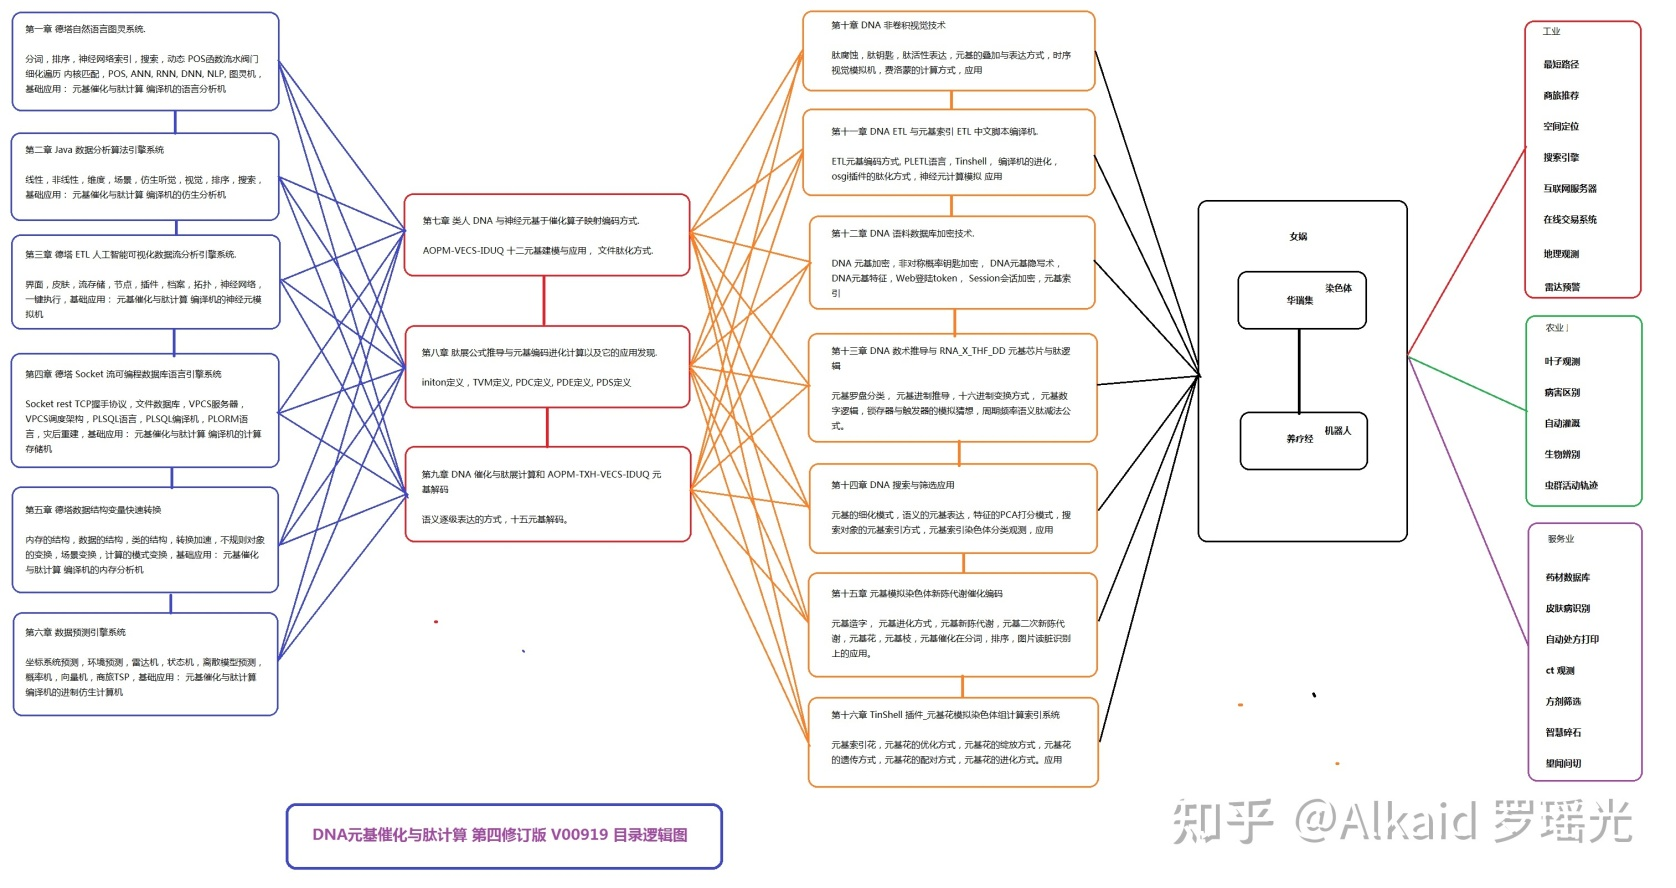 第一章 德塔自然语言图灵系统.
分词，排序，神经网络索引，搜索，动态 POS函数流水阀门
细化遍历 内核匹配，POS, ANN, RNN, DNN, NLP, 图灵机，
基础应用： 元基催化与肽计算 编译机的语言分析机
第二章 Java 数据分析算法引擎系统
线性，非线性，维度，场景，仿生听觉，视觉，排序，搜索，
基础应用： 元基催化与肽计算 编译机的仿生分析机
第三章 德塔 ETL 人工智能可视化数据流分析引擎系统.
界面，皮肤，流存储，节点，插件，档案，拓扑，神经网络，
一键执行，基础应用： 元基催化与肽计算 编译机的神经元模
拟机
第四章 德塔 Socket 流可编程数据库语言引擎系统
Socket rest TCP握手协议，文件数据库，VPCS服务器，
VPCS调度架构，PLSQL语言，PLSQL编译机，PLORM语
言，灾后重建，基础应用： 元基催化与肽计算 编译机的计算
存储机
第五章 德塔数据结构变量快速转换
内存的结构，数据的结构，类的结构，转换加速，不规则对象
的变换，场景变换，计算的模式变换，基础应用： 元基催化
与肽计算 编译机的内存分析机
第六章 数据预测引擎系统
坐标系统预测，环境预测，雷达机，状态机，离散模型预测，
概率机，向量机，商旅TSP，基础应用： 元基催化与肽计算
编译机的进制仿生计算机
第七章 类人 DNA 与神经元基于催化算子映射编码方式.
AOPM-VECS-IDUQ 十二元基建模与应用， 文件肽化方式.
第八章 肽展公式推导与元基编码进化计算以及它的应用发现.
initon定义，TVM定义, PDC定义, PDE定义, PDS定义
第九章 DNA 催化与肽展计算和 AOPM-TXH-VECS-IDUQ 元
基解码
语义逐级表达的方式，十五元基解码。
第十章 DNA 非卷积视觉技术
肽腐蚀，肽钥匙，肽活性表达，元基的叠加与表达方式，时序
视觉模拟机，费洛蒙的计算方式，应用
第十一章 DNA ETL 与元基索引 ETL 中文脚本编译机.
ETL元基编码方式, PLETL语言，Tinshell， 编译机的进化，
osgi插件的肽化方式，神经元计算模拟 应用
第十二章 DNA 语料数据库加密技术.
DNA 元基加密，非对称概率钥匙加密， DNA元基隐写术，
DNA元基特征，Web登陆token， Session会话加密，元基索
引
第十三章 DNA 数术推导与 RNA_X_THF_DD 元基芯片与肽逻
辑
元基罗盘分类， 元基进制推导，十六进制变换方式， 元基数
字逻辑，锁存器与触发器的模拟猜想，周期频率语义肽减法公
式。
第十四章 DNA 搜索与筛选应用
元基的细化模式，语义的元基表达，特征的PCA打分模式，搜
索对象的元基索引方式，元基索引染色体分类观测，应用
第十五章 元基模拟染色体新陈代谢催化编码
元基造字， 元基进化方式，元基新陈代谢，元基二次新陈代
谢，元基花，元基枝，元基催化在分词，排序，图片读脏识别
上的应用。
第十六章 TinShell 插件_元基花模拟染色体组计算索引系统
元基索引花，元基花的优化方式，元基花的绽放方式，元基花
的遗传方式，元基花的配对方式，元基花的进化方式。应用
女娲
染色体
华瑞集
机器人
养疗经
工业
最短路径
商旅推荐
空间定位
搜索引擎
互联网服务器
在线交易系统
地理观测
雷达预警
农业
叶子观测
病害区别
自动灌溉
生物辨别
虫群活动轨迹
服务业
药材数据库
皮肤病识别
自动处方打印
ct 观测
方剂筛选
智慧碎石
望闻问切
DNA元基催化与肽计算 第四修订版 V00919 目录逻辑图
知乎 @Alkaid 罗瑶光